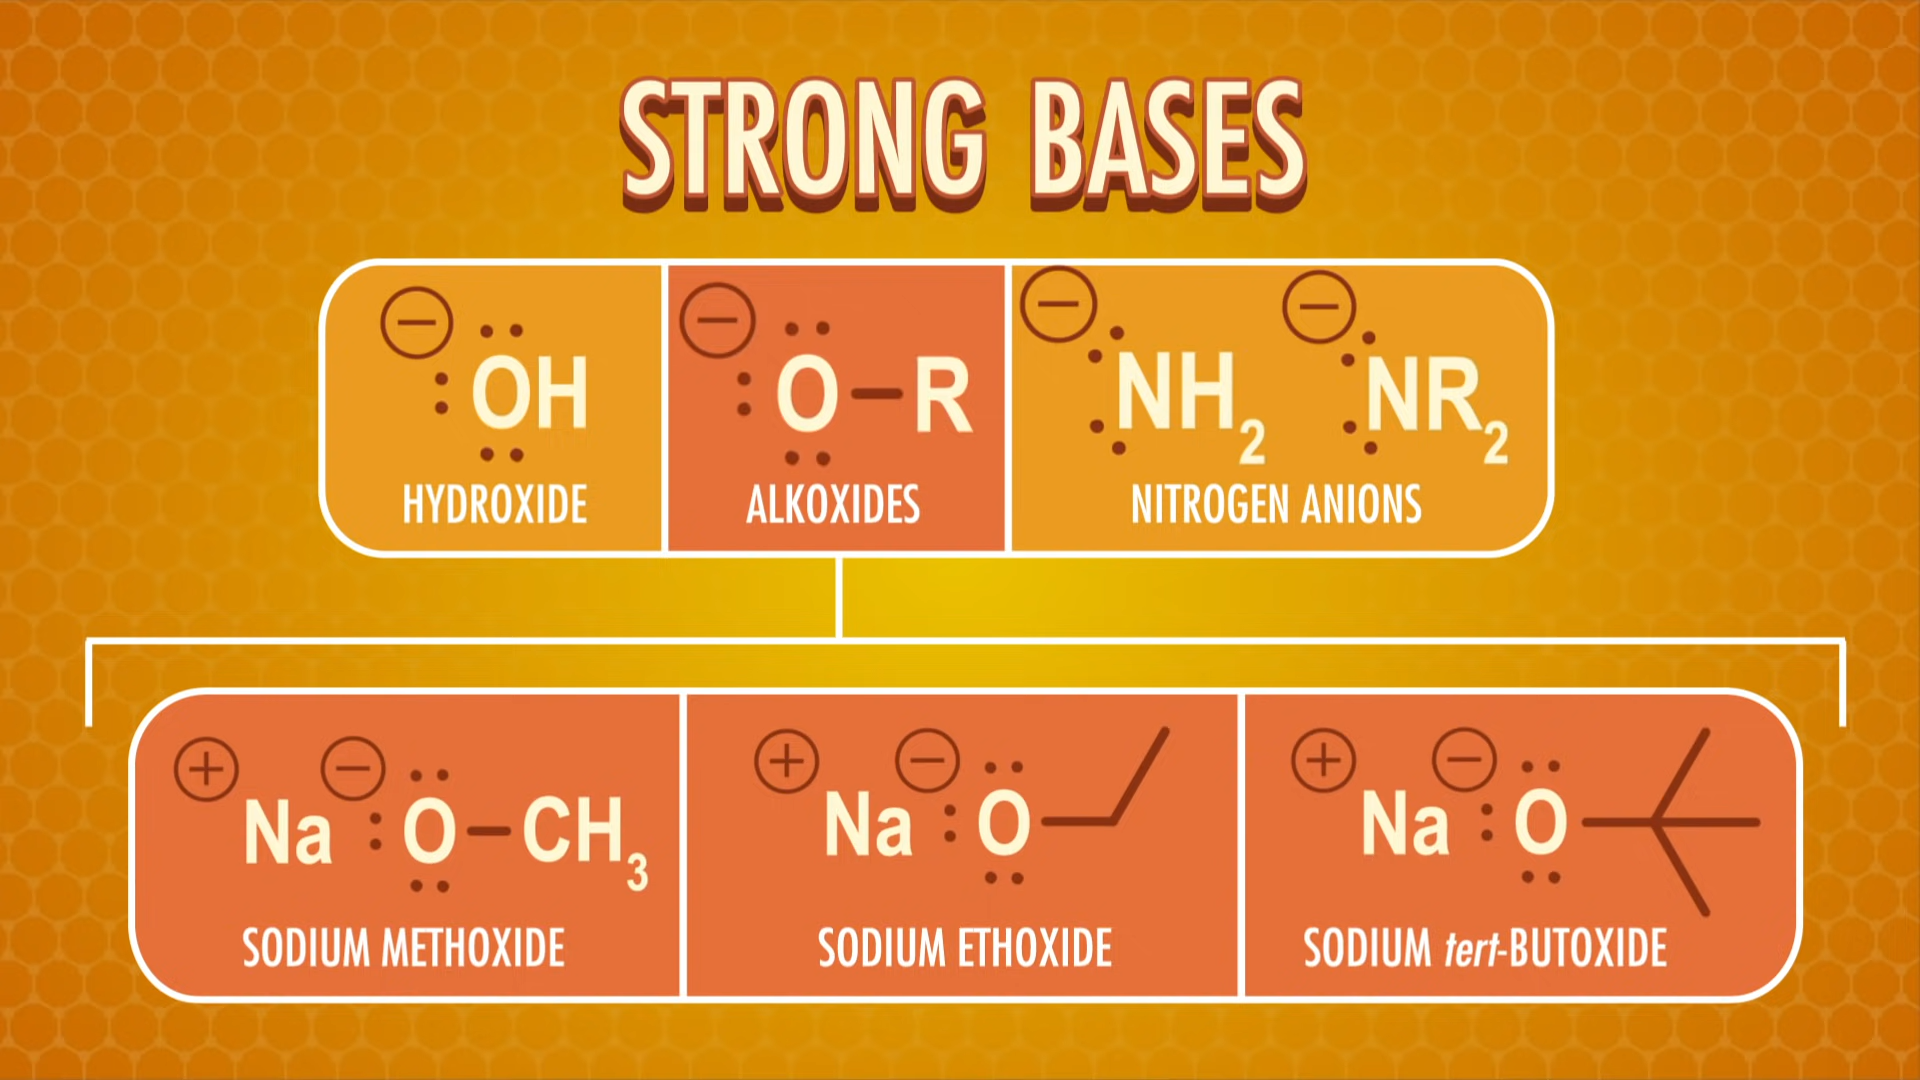 STRONG BASES
⊖ OH ⊖ O–R ⊖ NH₂ ⊖ NR₂
HYDROXIDE ALKOXIDES NITROGEN ANIONS
⊕ Na ⊖ O–CH₃ ⊕ Na ⊖ O ⊕ Na ⊖ O
SODIUM METHOXIDE SODIUM ETHOXIDE SODIUM tert-BUTOXIDE